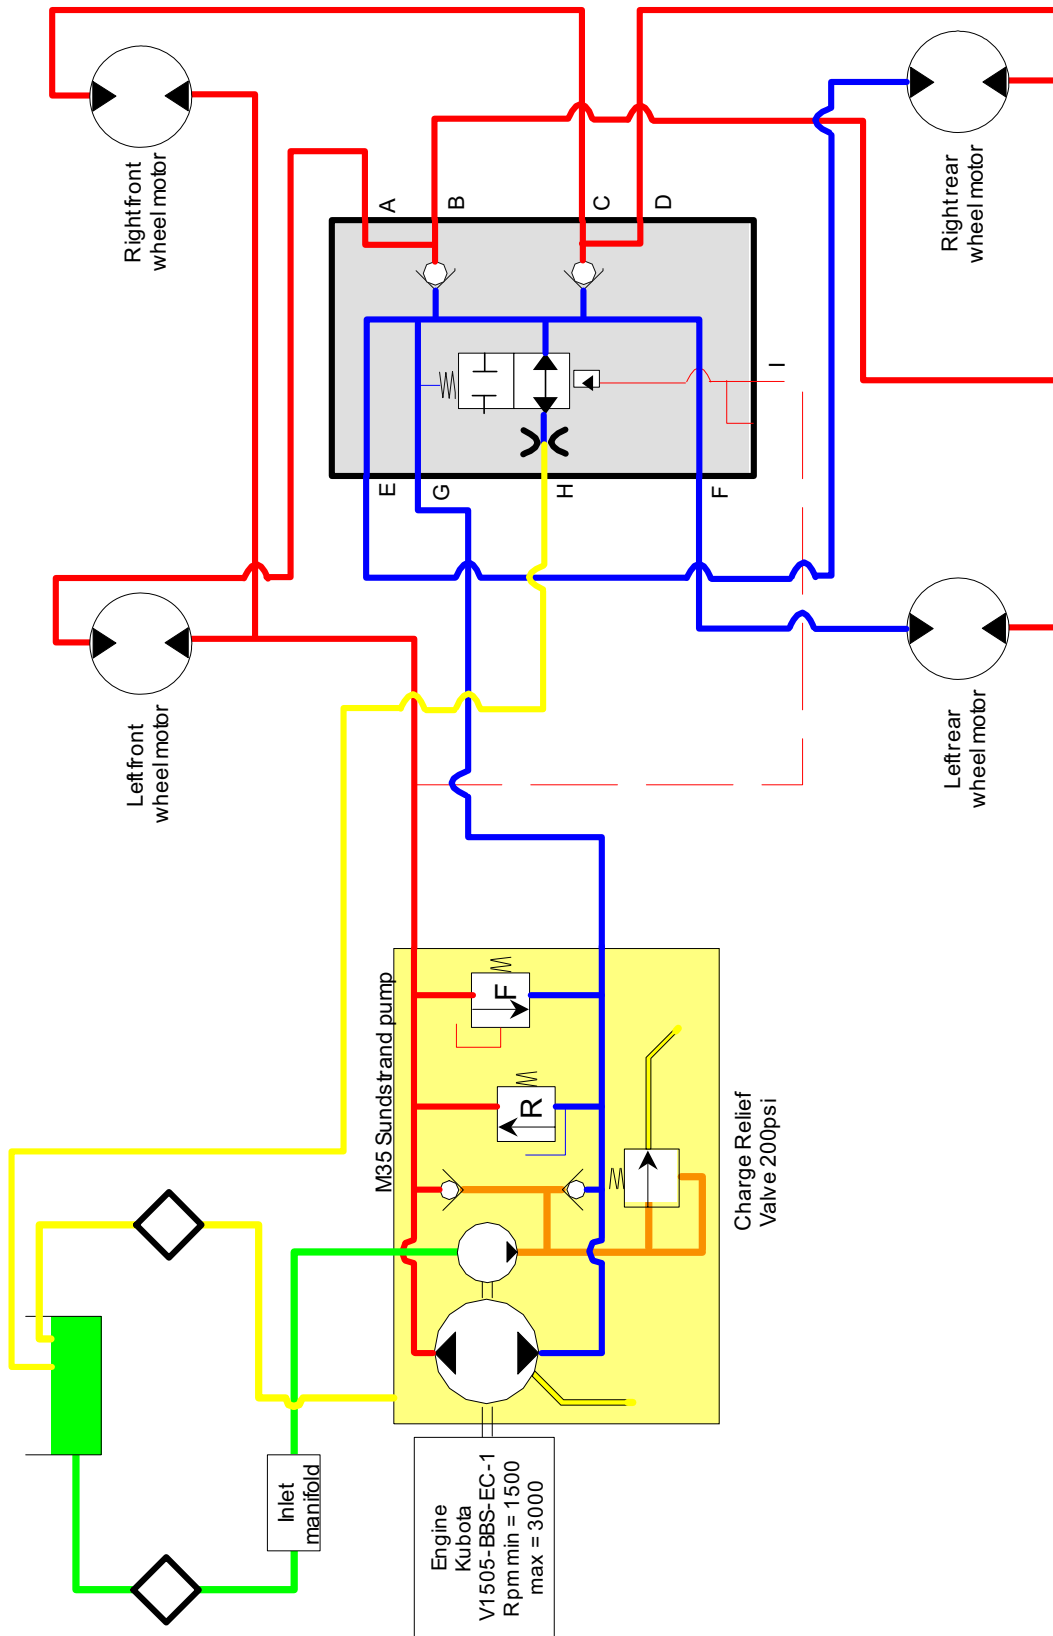 Right front
wheel motor
Right rear
wheel motor
A
B
C
D
I
E
G
H
F
Left front
wheel motor
Left rear
wheel motor
M35 Sundstrand pump
F
R
Charge Relief
Valve 200psi
Inlet
manifold
Engine
Kubota
V1505-BBS-EC-1
Rpm min = 1500
max = 3000